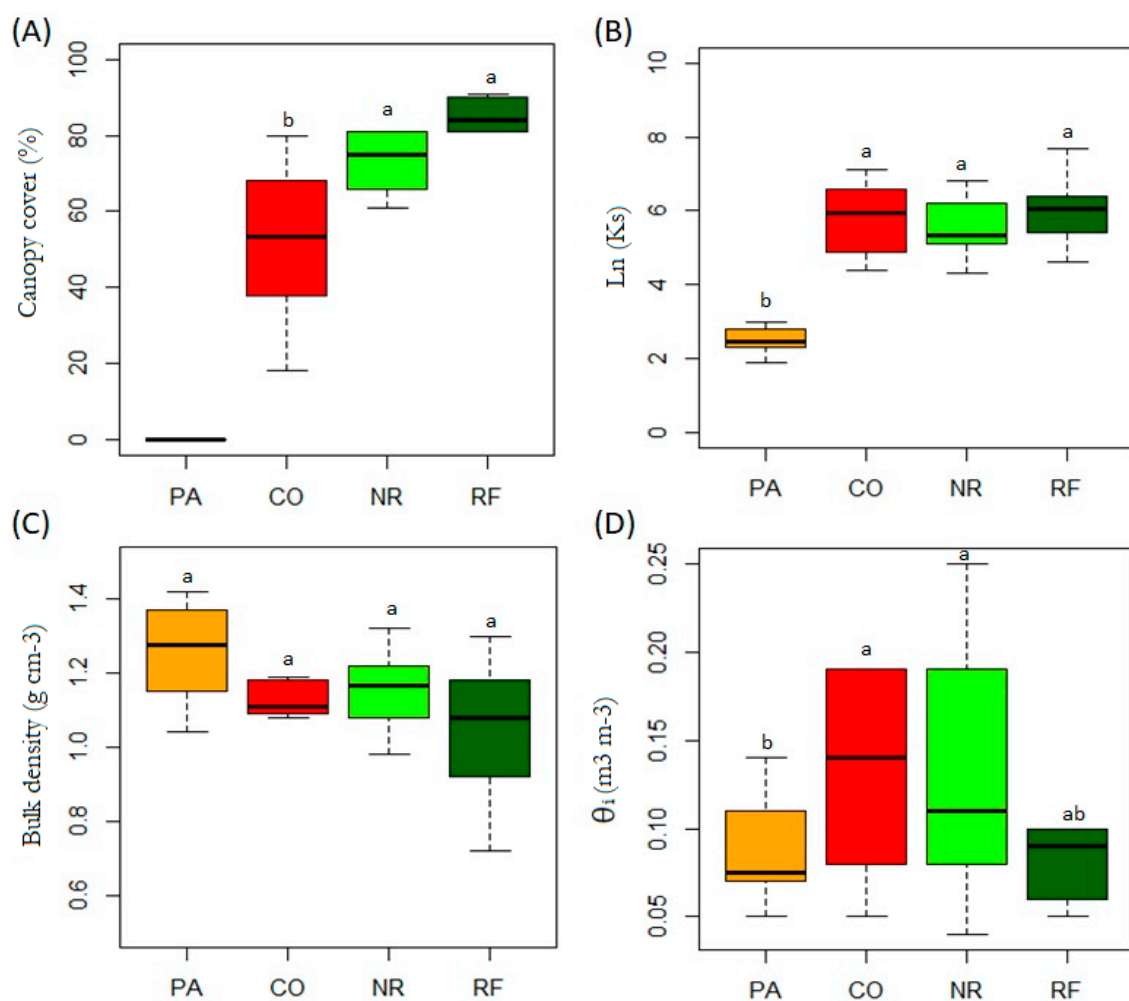 (A)
Canopy cover (%)
100
80
60
40
20
0
b
a
a
PA CO NR RF
(B)
Ln (Ks)
10
8
6
4
2
0
b
a
a
a
PA CO NR RF
(C)
Bulk density (g cm-3)
1.4
1.2
1.0
0.8
0.6
a
a
a
a
PA CO NR RF
(D)
θi (m3 m-3)
0.25
0.20
0.15
0.10
0.05
b
a
a
ab
PA CO NR RF